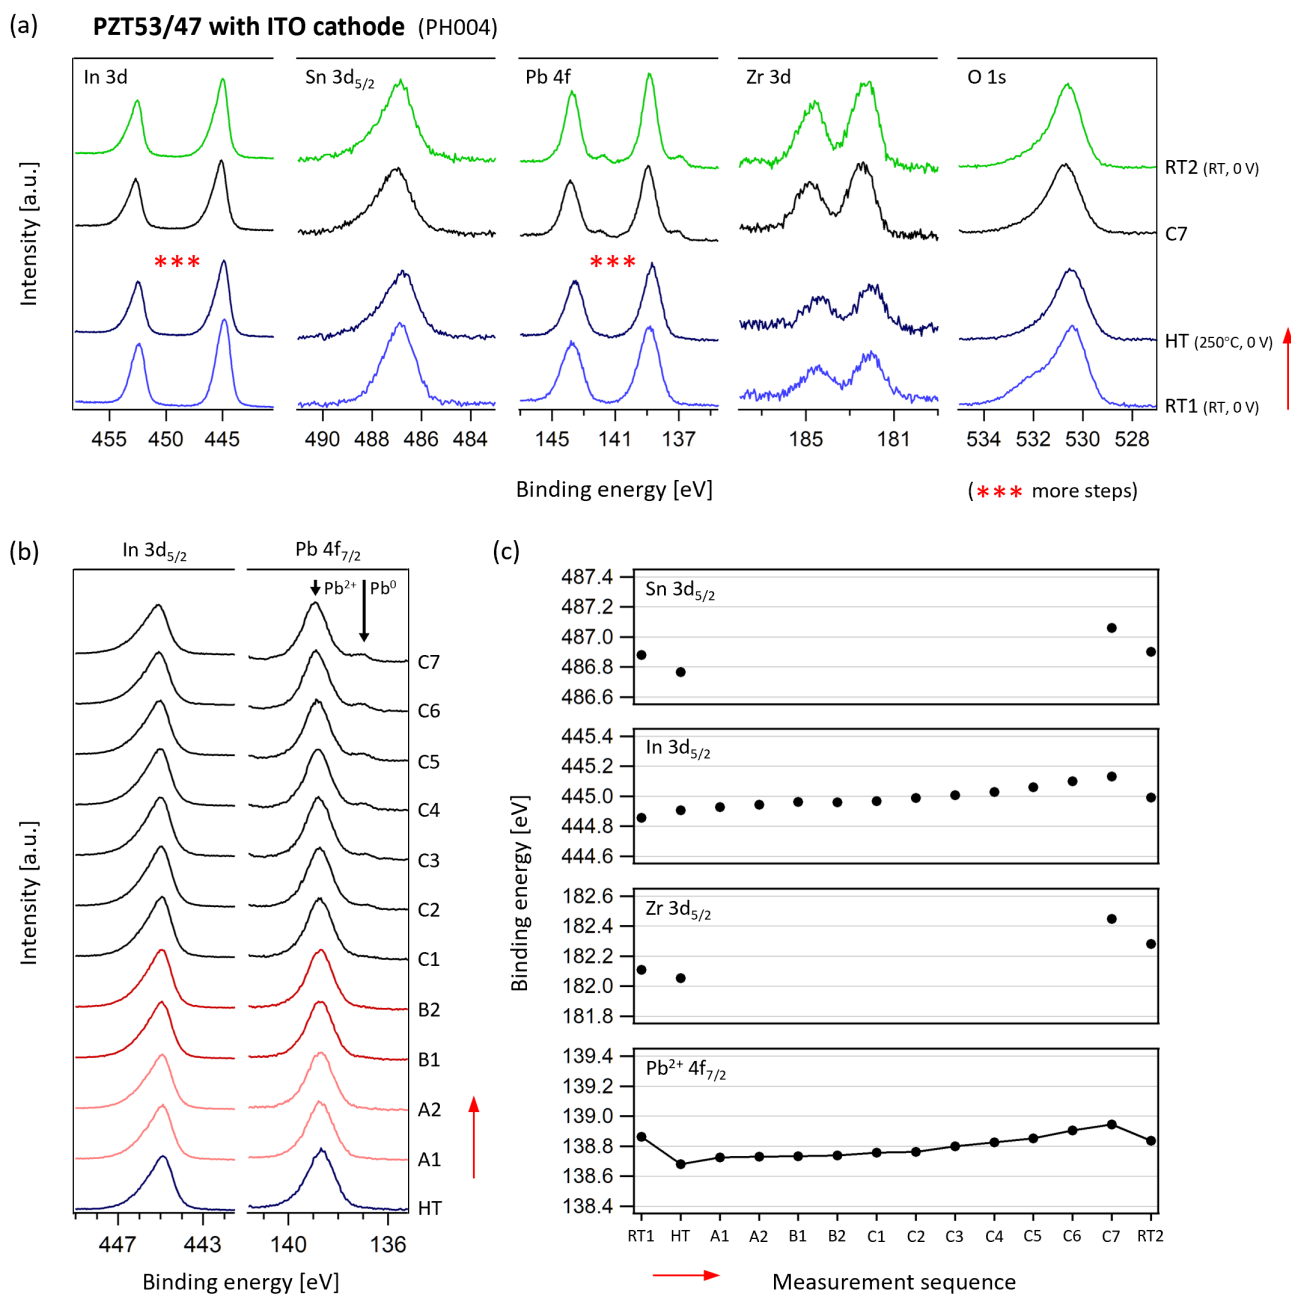 (a)
PZT53/47 with ITO cathode (PH004)
In 3d
Sn 3d5/2
Pb 4f
Zr 3d
O 1s
Intensity [a.u.]
RT2 (RT, 0 V)
C7
*** ***
HT (250°C, 0 V)
RT1 (RT, 0 V)
455 450 445
490 488 486 484
145 141 137
185 181
534 532 530 528
Binding energy [eV]
(*** more steps)
(b)
In 3d5/2
Pb 4f7/2
Pb2+
Pb0
Intensity [a.u.]
C7
C6
C5
C4
C3
C2
C1
B2
B1
A2
A1
HT
447 443
140 136
Binding energy [eV]
(c)
Binding energy [eV]
Sn 3d5/2
487.4
487.2
487.0
486.8
486.6
In 3d5/2
445.4
445.2
445.0
444.8
444.6
Zr 3d5/2
182.6
182.4
182.2
182.0
181.8
Pb2+ 4f7/2
139.4
139.2
139.0
138.8
138.6
138.4
RT1 HT A1 A2 B1 B2 C1 C2 C3 C4 C5 C6 C7 RT2
Measurement sequence